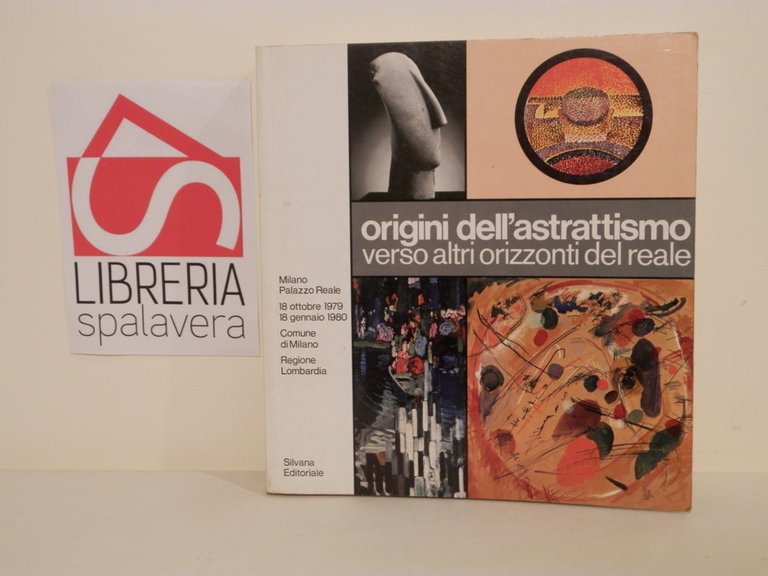 LIBRERIA
spalavera
origini dell'astrattismo
verso altri orizzonti del reale
Milano
Palazzo Reale
18 ottobre 1979
18 gennaio 1980
Comune
di Milano
Regione
Lombardia
Silvana
Editoriale